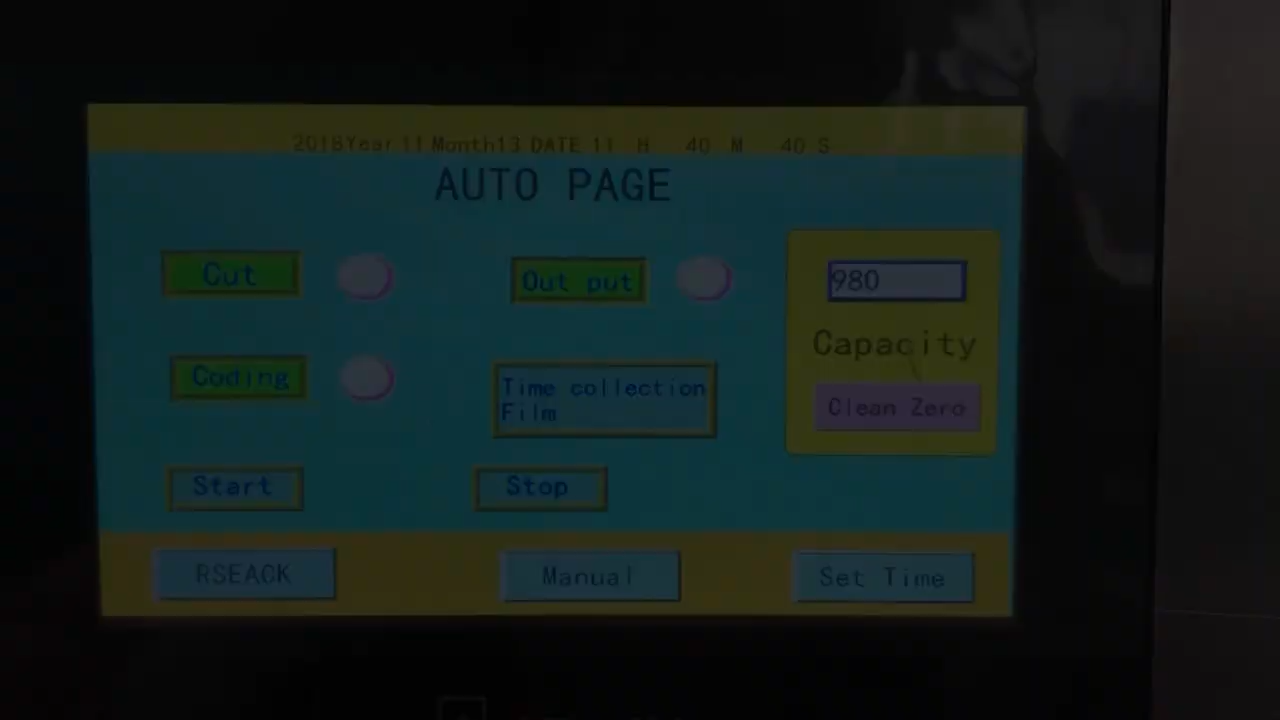 2018Year 11 Month13 DATE 11 H 40 M 40 S
AUTO PAGE
Cut
Out put
980
Capacity
Coding
Time collection
Film
Clean Zero
Start
Stop
RSEACK
Manual
Set Time